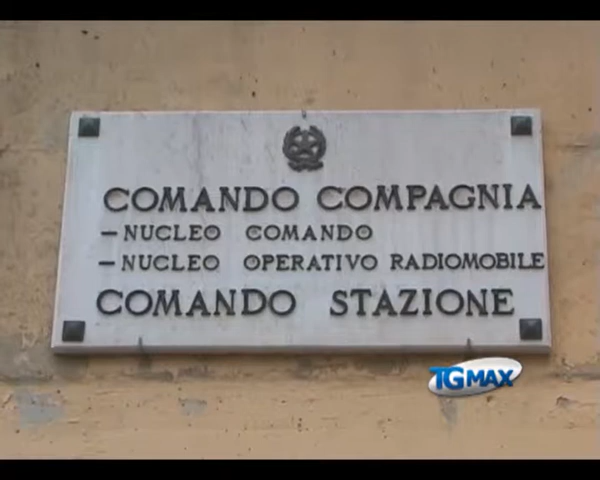 COMANDO COMPAGNIA
-NUCLEO COMANDO
-NUCLEO OPERATIVO RADIOMOBILE
COMANDO STAZIONE
TGMAX